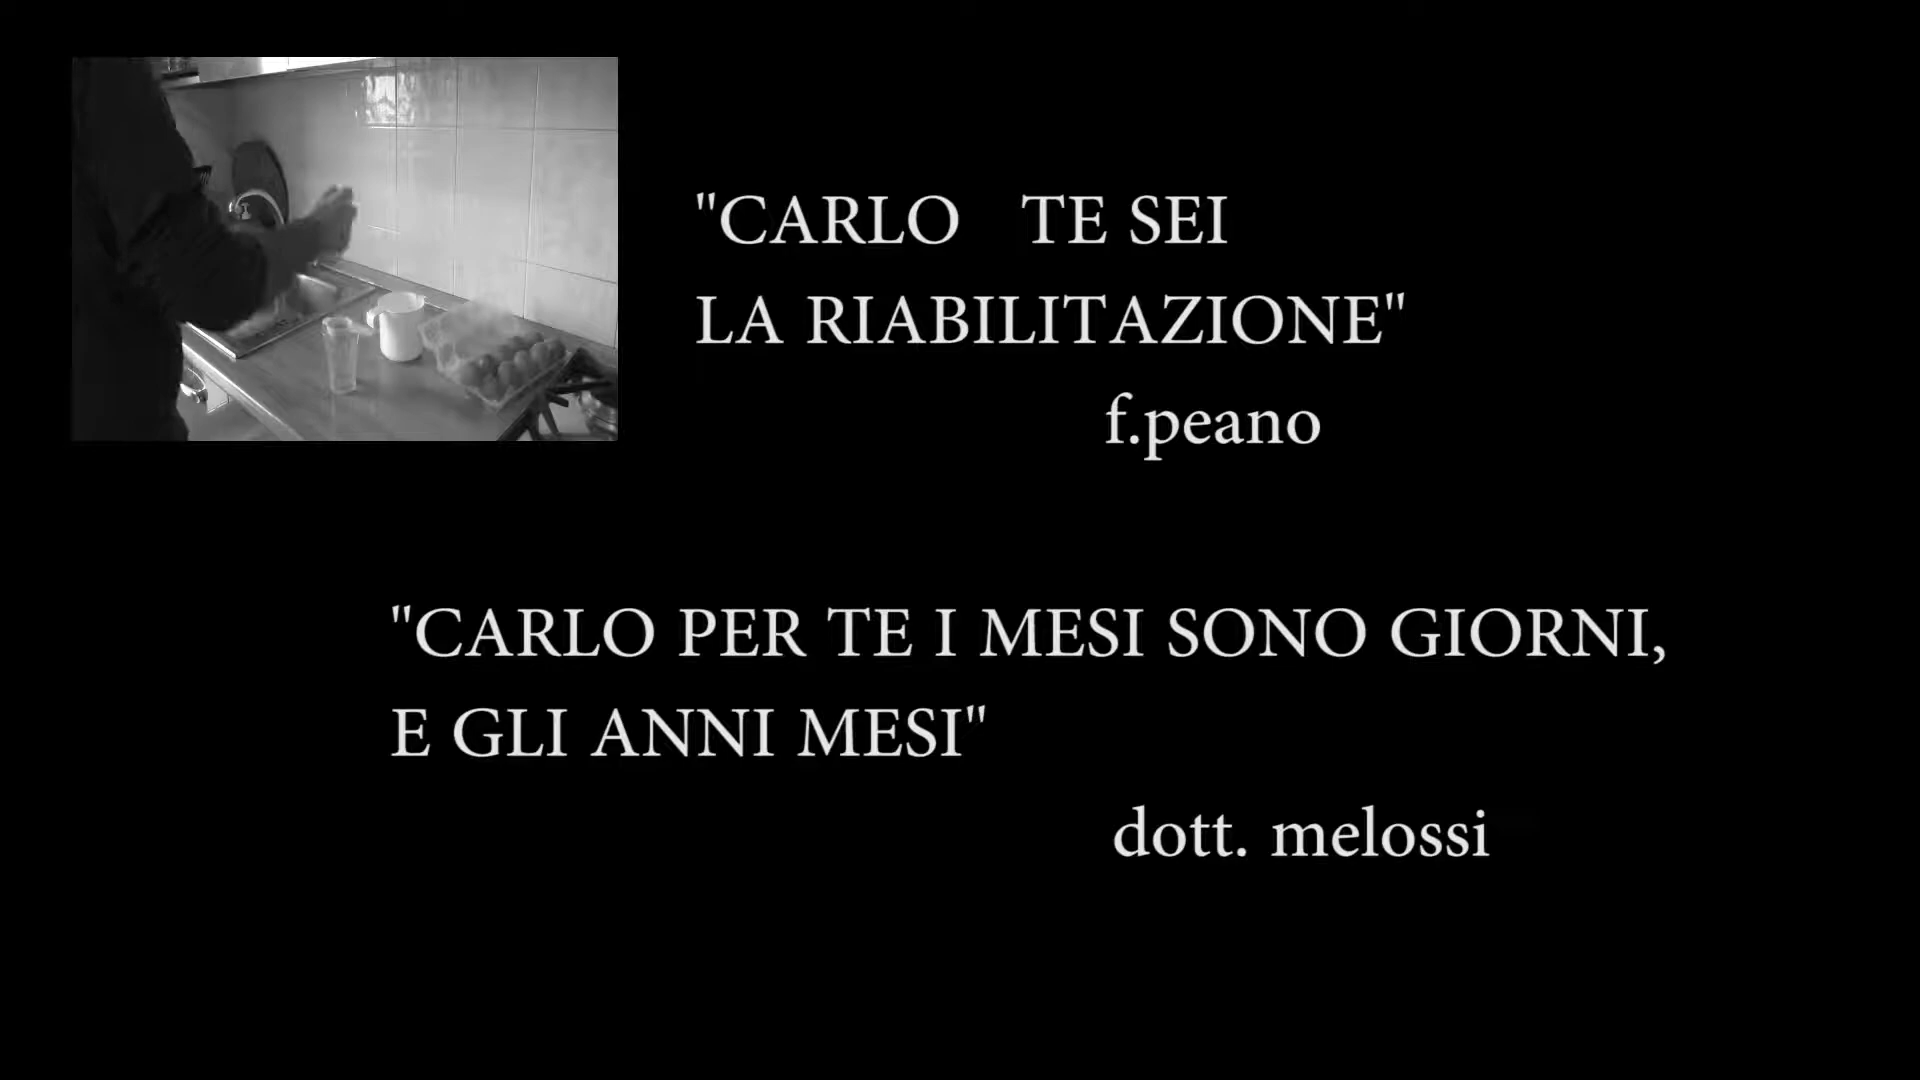 "CARLO   TE SEI
LA RIABILITAZIONE"
f.peano
"CARLO PER TE I MESI SONO GIORNI,
E GLI ANNI MESI"
dott. melossi